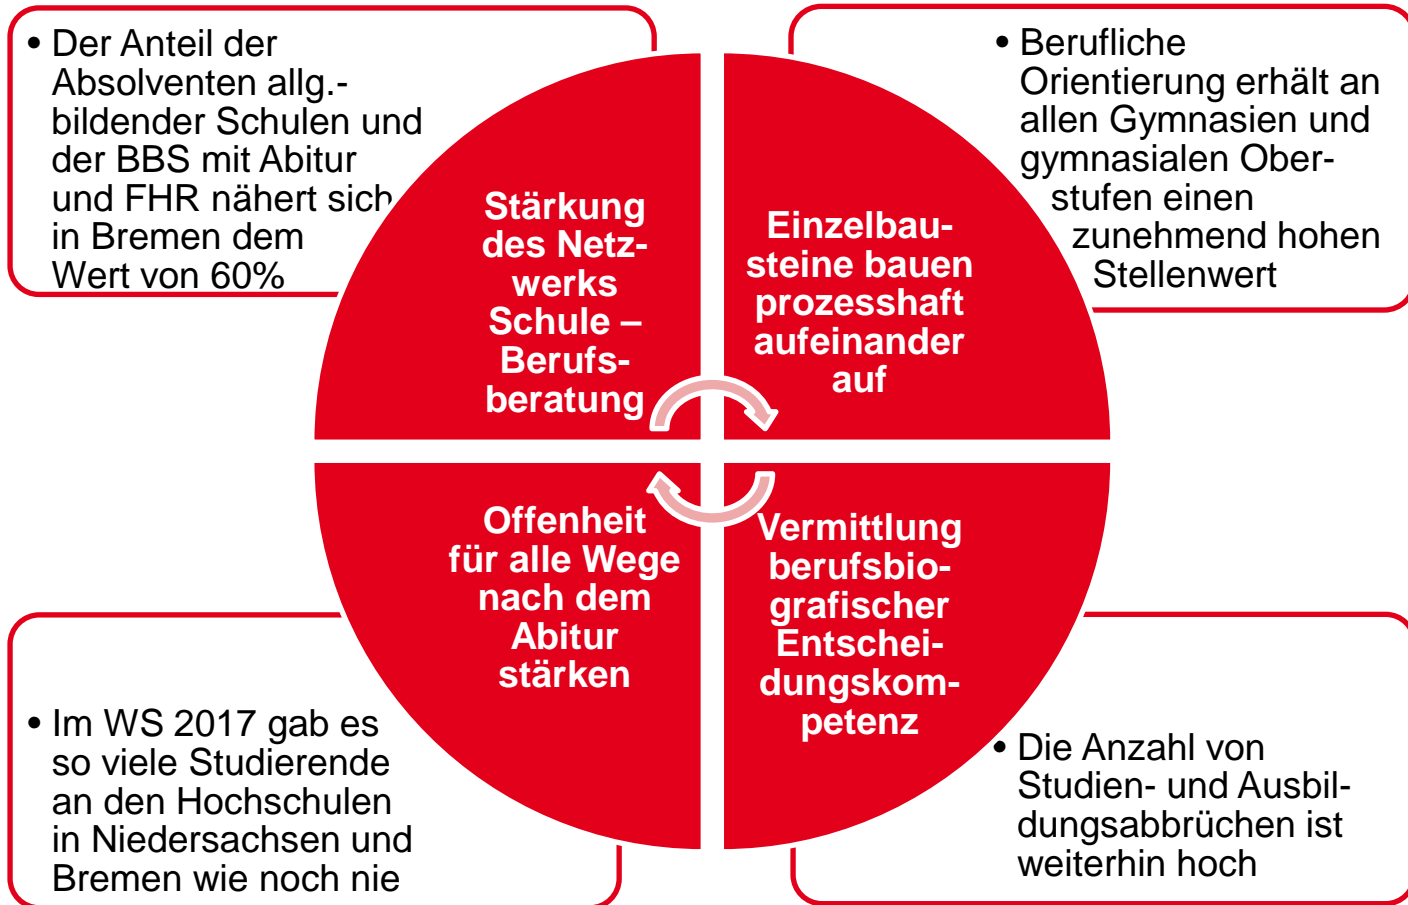 • Der Anteil der
Absolventen allg.-
bildender Schulen und
der BBS mit Abitur
und FHR nähert sich
in Bremen dem
Wert von 60%
• Berufliche
Orientierung erhält an
allen Gymnasien und
gymnasialen Ober-
stufen einen
zunehmend hohen
Stellenwert
Stärkung
des Netz-
werks
Schule –
Berufs-
beratung
Einzelbau-
steine bauen
prozesshaft
aufeinander
auf
Offenheit
für alle Wege
nach dem
Abitur
stärken
Vermittlung
berufsbio-
grafischer
Entschei-
dungskom-
petenz
• Im WS 2017 gab es
so viele Studierende
an den Hochschulen
in Niedersachsen und
Bremen wie noch nie
• Die Anzahl von
Studien- und Ausbil-
dungsabbrüchen ist
weiterhin hoch